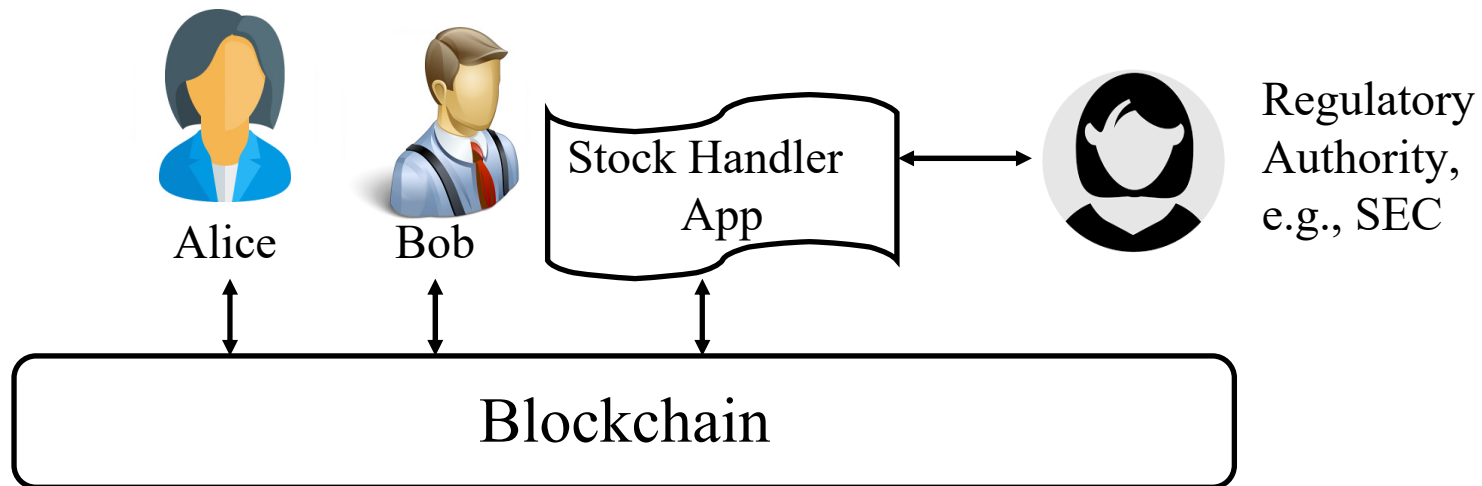 Alice
Bob
Stock Handler
App
Regulatory
Authority,
e.g., SEC
Blockchain